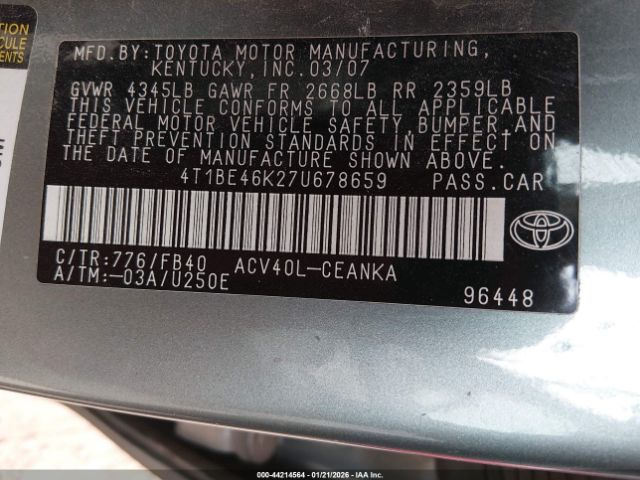 TION
ICLE
ENTS
MFD.BY:TOYOTA MOTOR MANUFACTURING,
KENTUCKY,INC.03/07
GVWR 4345LB GAWR FR 2668LB RR 2359LB
THIS VEHICLE CONFORMS TO ALL APPLICABLE
FEDERAL MOTOR VEHICLE SAFETY,BUMPER,AND
THEFT PREVENTION STANDARDS IN EFFECT ON
THE DATE OF MANUFACTURE SHOWN ABOVE.
4T1BE46K27U678659 PASS.CAR
C/TR:776/FB40 ACV40L-CEANKA
A/TM:-03A/U250E
96448
000-44214564 | 01/21/2026 - IAA Inc.